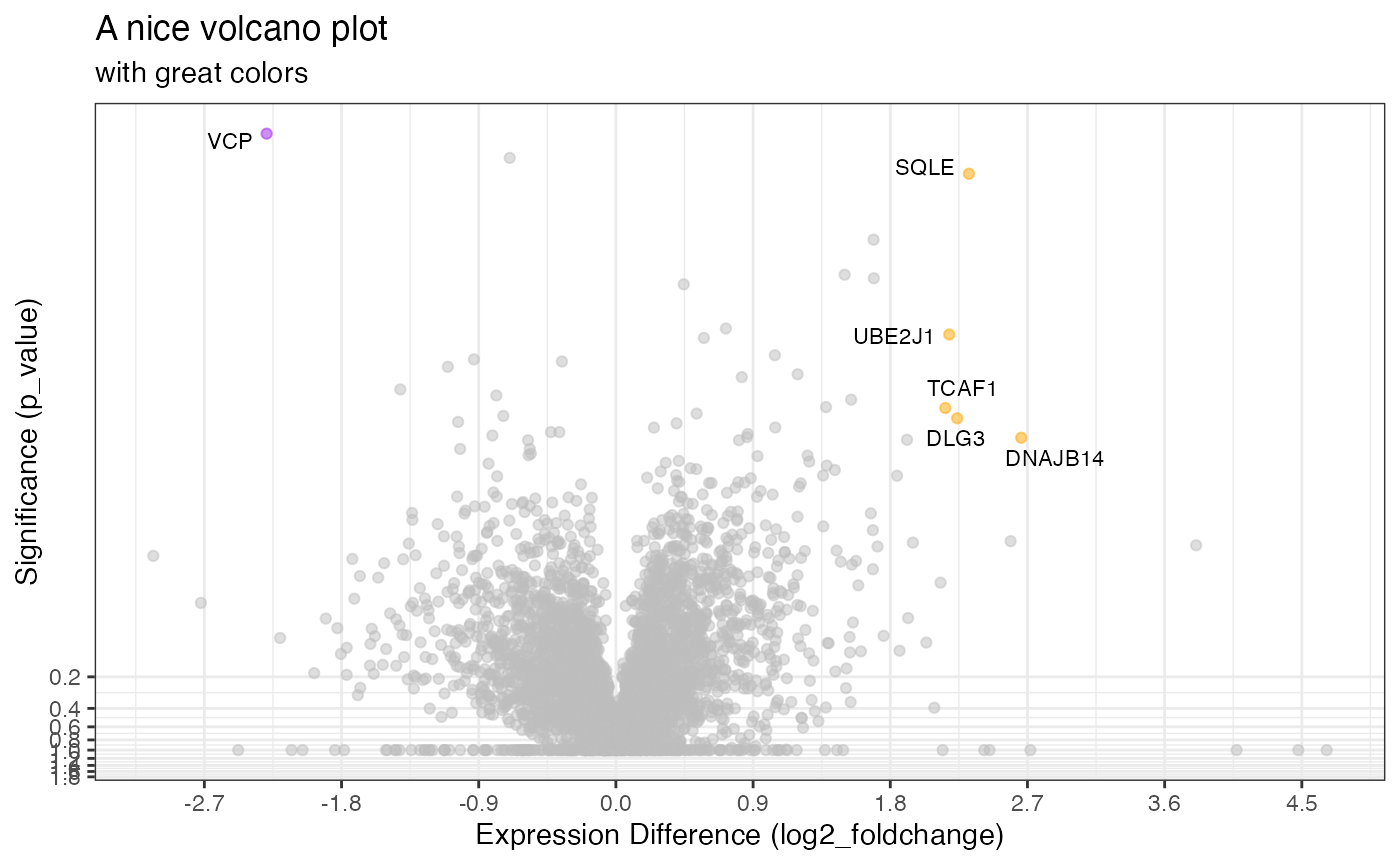 A nice volcano plot
with great colors
VCP
SQLE
UBE2J1
TCAF1
DLG3
DNAJB14
Significance (p_value)
0.2
0.4
0.6
0.8
1.8
-2.7 -1.8 -0.9 0.0 0.9 1.8 2.7 3.6 4.5
Expression Difference (log2_foldchange)